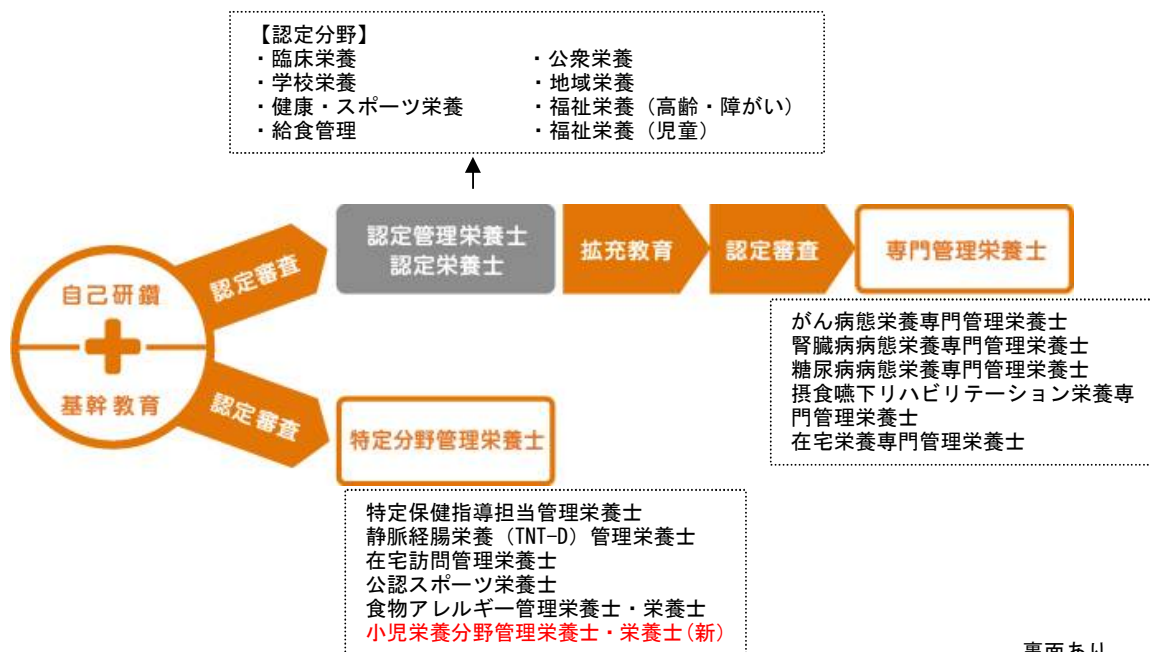 【認定分野】
・臨床栄養 ・公衆栄養
・学校栄養 ・地域栄養
・健康・スポーツ栄養 ・福祉栄養（高齢・障がい）
・給食管理 ・福祉栄養（児童）
自己研鑽
基幹教育
認定審査
認定管理栄養士
認定栄養士
拡充教育
認定審査
専門管理栄養士
がん病態栄養専門管理栄養士
腎臓病病態栄養専門管理栄養士
糖尿病病態栄養専門管理栄養士
摂食嚥下リハビリテーション栄養専
門管理栄養士
在宅栄養専門管理栄養士
認定審査
特定分野管理栄養士
特定保健指導担当管理栄養士
静脈経腸栄養（TNT-D）管理栄養士
在宅訪問管理栄養士
公認スポーツ栄養士
食物アレルギー管理栄養士・栄養士
小児栄養分野管理栄養士・栄養士(新)
裏面あり